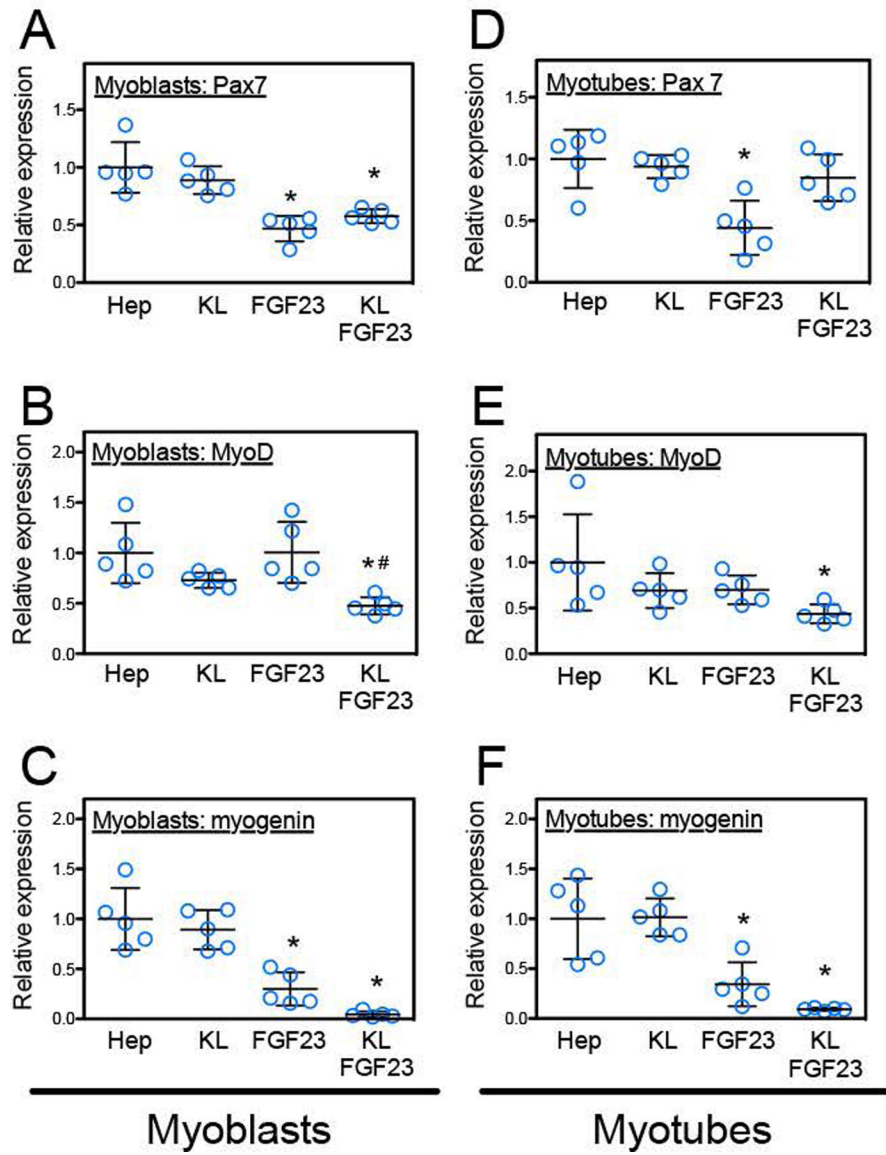 A
Relative expression
Myoblasts: Pax7
1.5
1.0
0.5
0.0
*
*
Hep KL FGF23 KL
FGF23
B
Relative expression
Myoblasts: MyoD
2.0
1.5
1.0
0.5
0.0
*#
Hep KL FGF23 KL
FGF23
C
Relative expression
Myoblasts: myogenin
2.0
1.5
1.0
0.5
0.0
*
*
Hep KL FGF23 KL
FGF23
Myoblasts
D
Relative expression
Myotubes: Pax 7
1.5
1.0
0.5
0.0
*
Hep KL FGF23 KL
FGF23
E
Relative expression
Myotubes: MyoD
2.0
1.5
1.0
0.5
0.0
*
Hep KL FGF23 KL
FGF23
F
Relative expression
Myotubes: myogenin
2.0
1.5
1.0
0.5
0.0
*
*
Hep KL FGF23 KL
FGF23
Myotubes